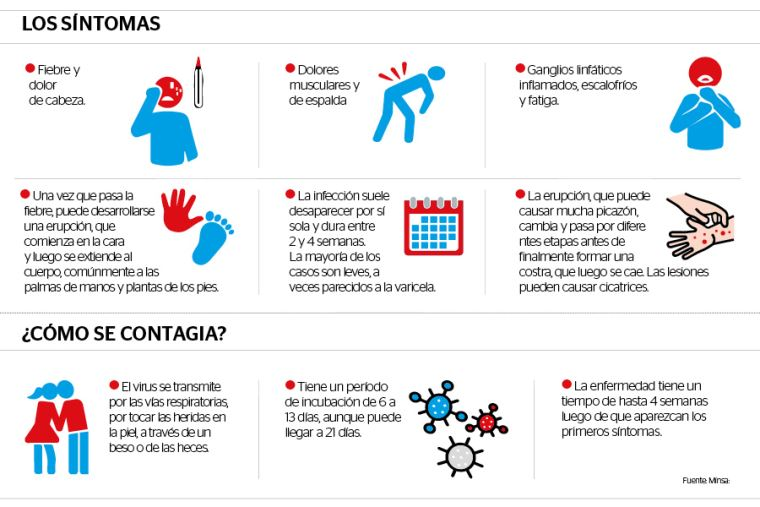 LOS SÍNTOMAS
Fiebre y
dolor
de cabeza.
Dolores
musculares y
de espalda
Ganglios linfáticos
inflamados, escalofríos
y fatiga.
Una vez que pasa la
fiebre, puede desarrollarse
una erupción, que
comienza en la cara
y luego se extiende al
cuerpo, comúnmente a las
palmas de manos y plantas de los pies.
La infección suele
desaparecer por sí
sola y dura entre
2 y 4 semanas.
La mayoría de los
casos son leves, a
veces parecidos a la varicela.
La erupción, que puede
causar mucha picazón,
cambia y pasa por difere
ntes etapas antes de
finalmente formar una
costra, que luego se cae. Las lesiones
pueden causar cicatrices.
¿CÓMO SE CONTAGIA?
El virus se transmite
por las vías respiratorias,
por tocar las heridas en
la piel, a través de un
beso o de las heces.
Tiene un período
de incubación de 6 a
13 días, aunque puede
llegar a 21 días.
La enfermedad tiene un
tiempo de hasta 4 semanas
luego de que aparezcan los
primeros síntomas.
Fuente: Minsa: